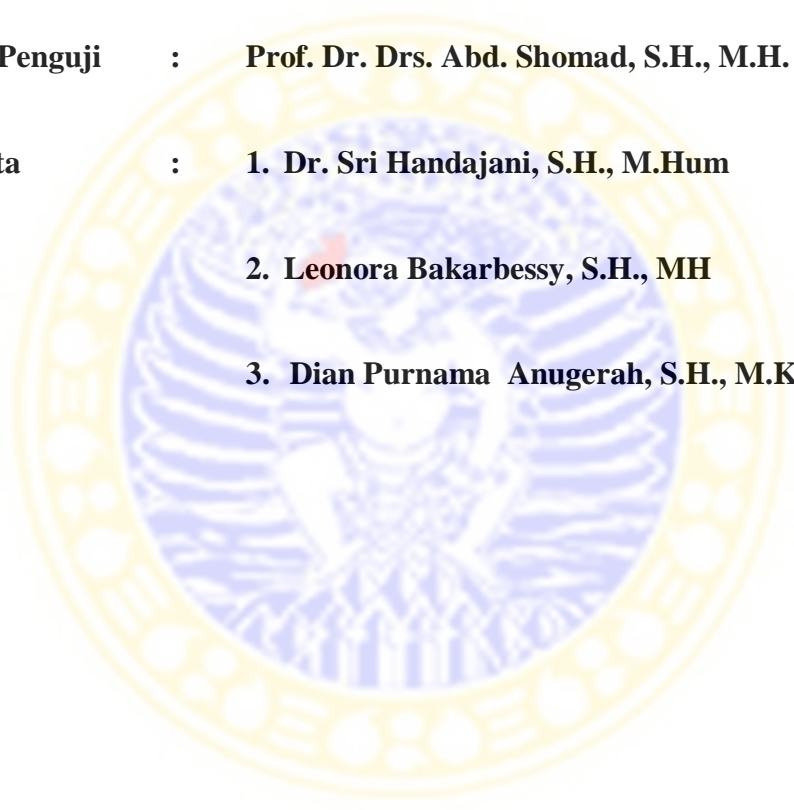 Penguji : Prof. Dr. Drs. Abd. Shomad, S.H., M.H.
: 1. Dr. Sri Handajani, S.H., M.Hum
2. Leonora Bakarbessy, S.H., MH
3. Dian Purnama Anugerah, S.H., M.K